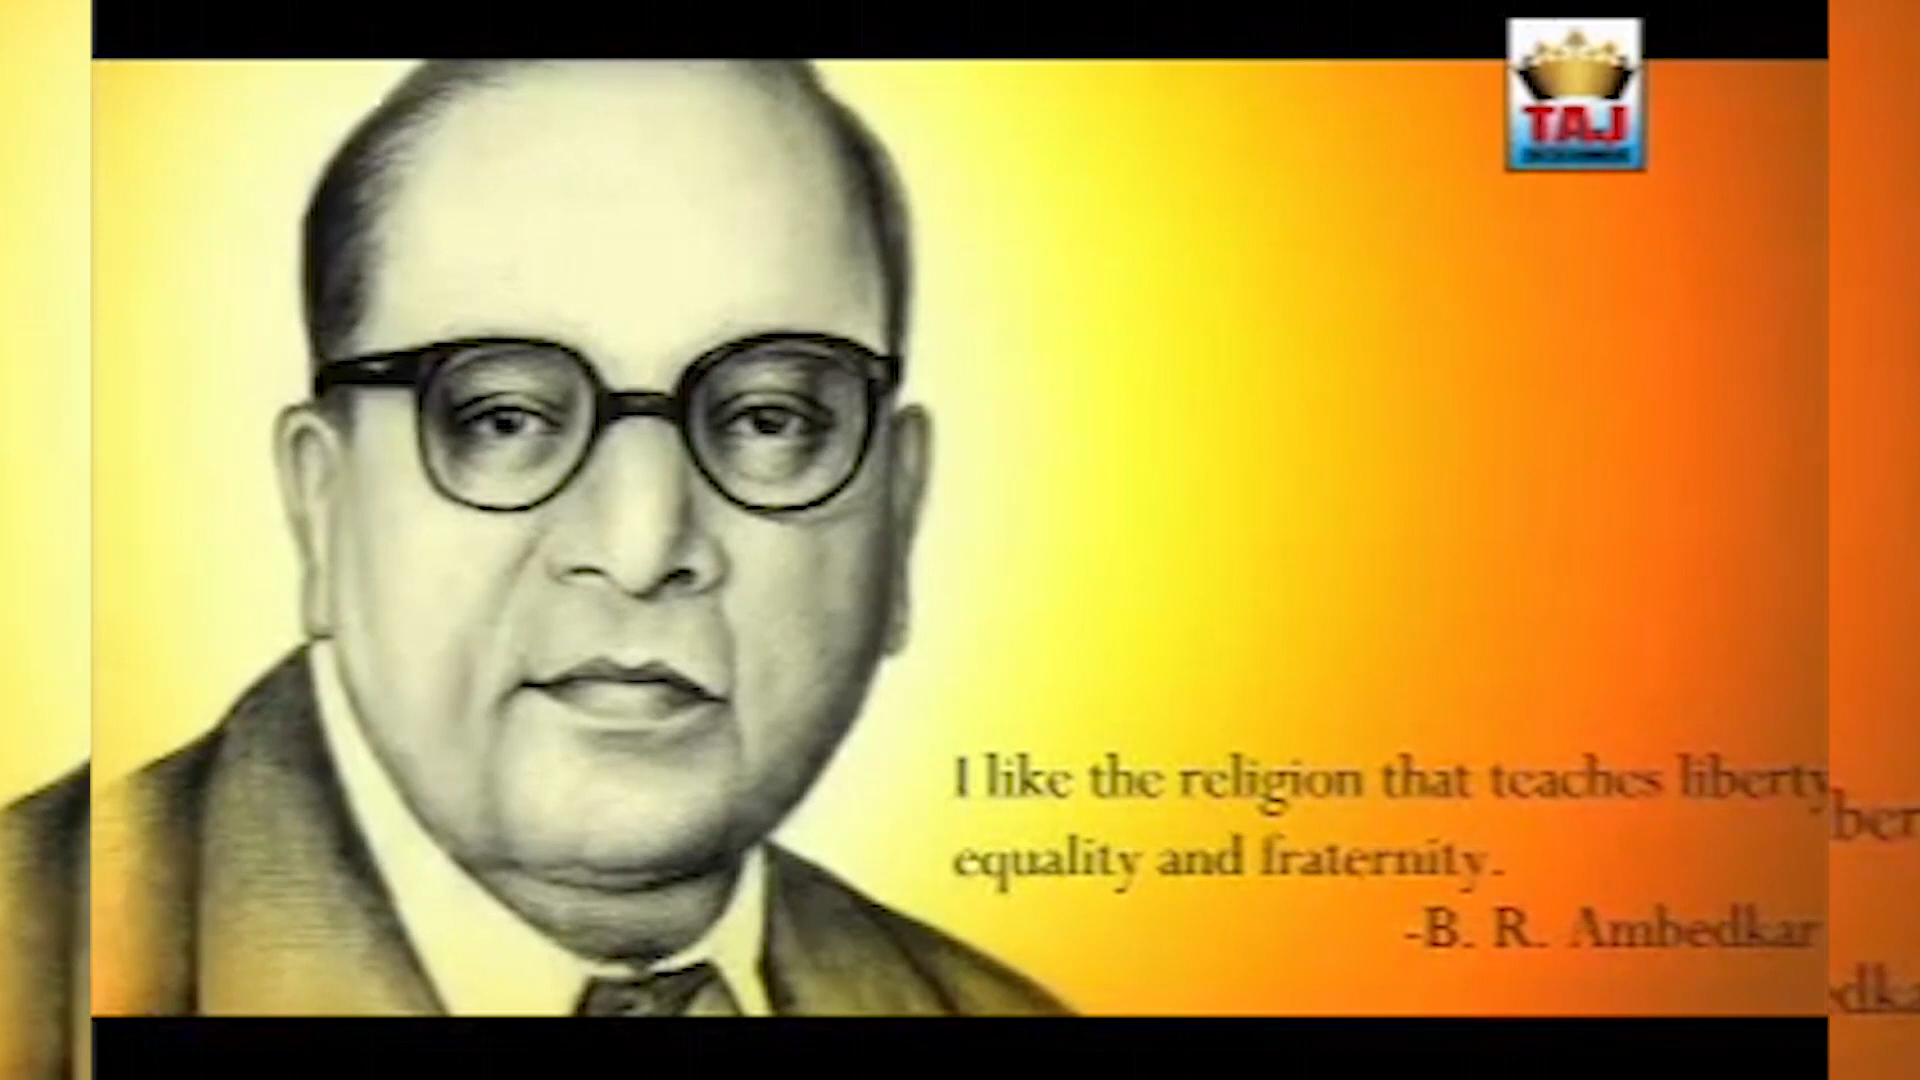 TAJ
I like the religion that teaches liberty
equality and fraternity.
-B. R. Ambedkar